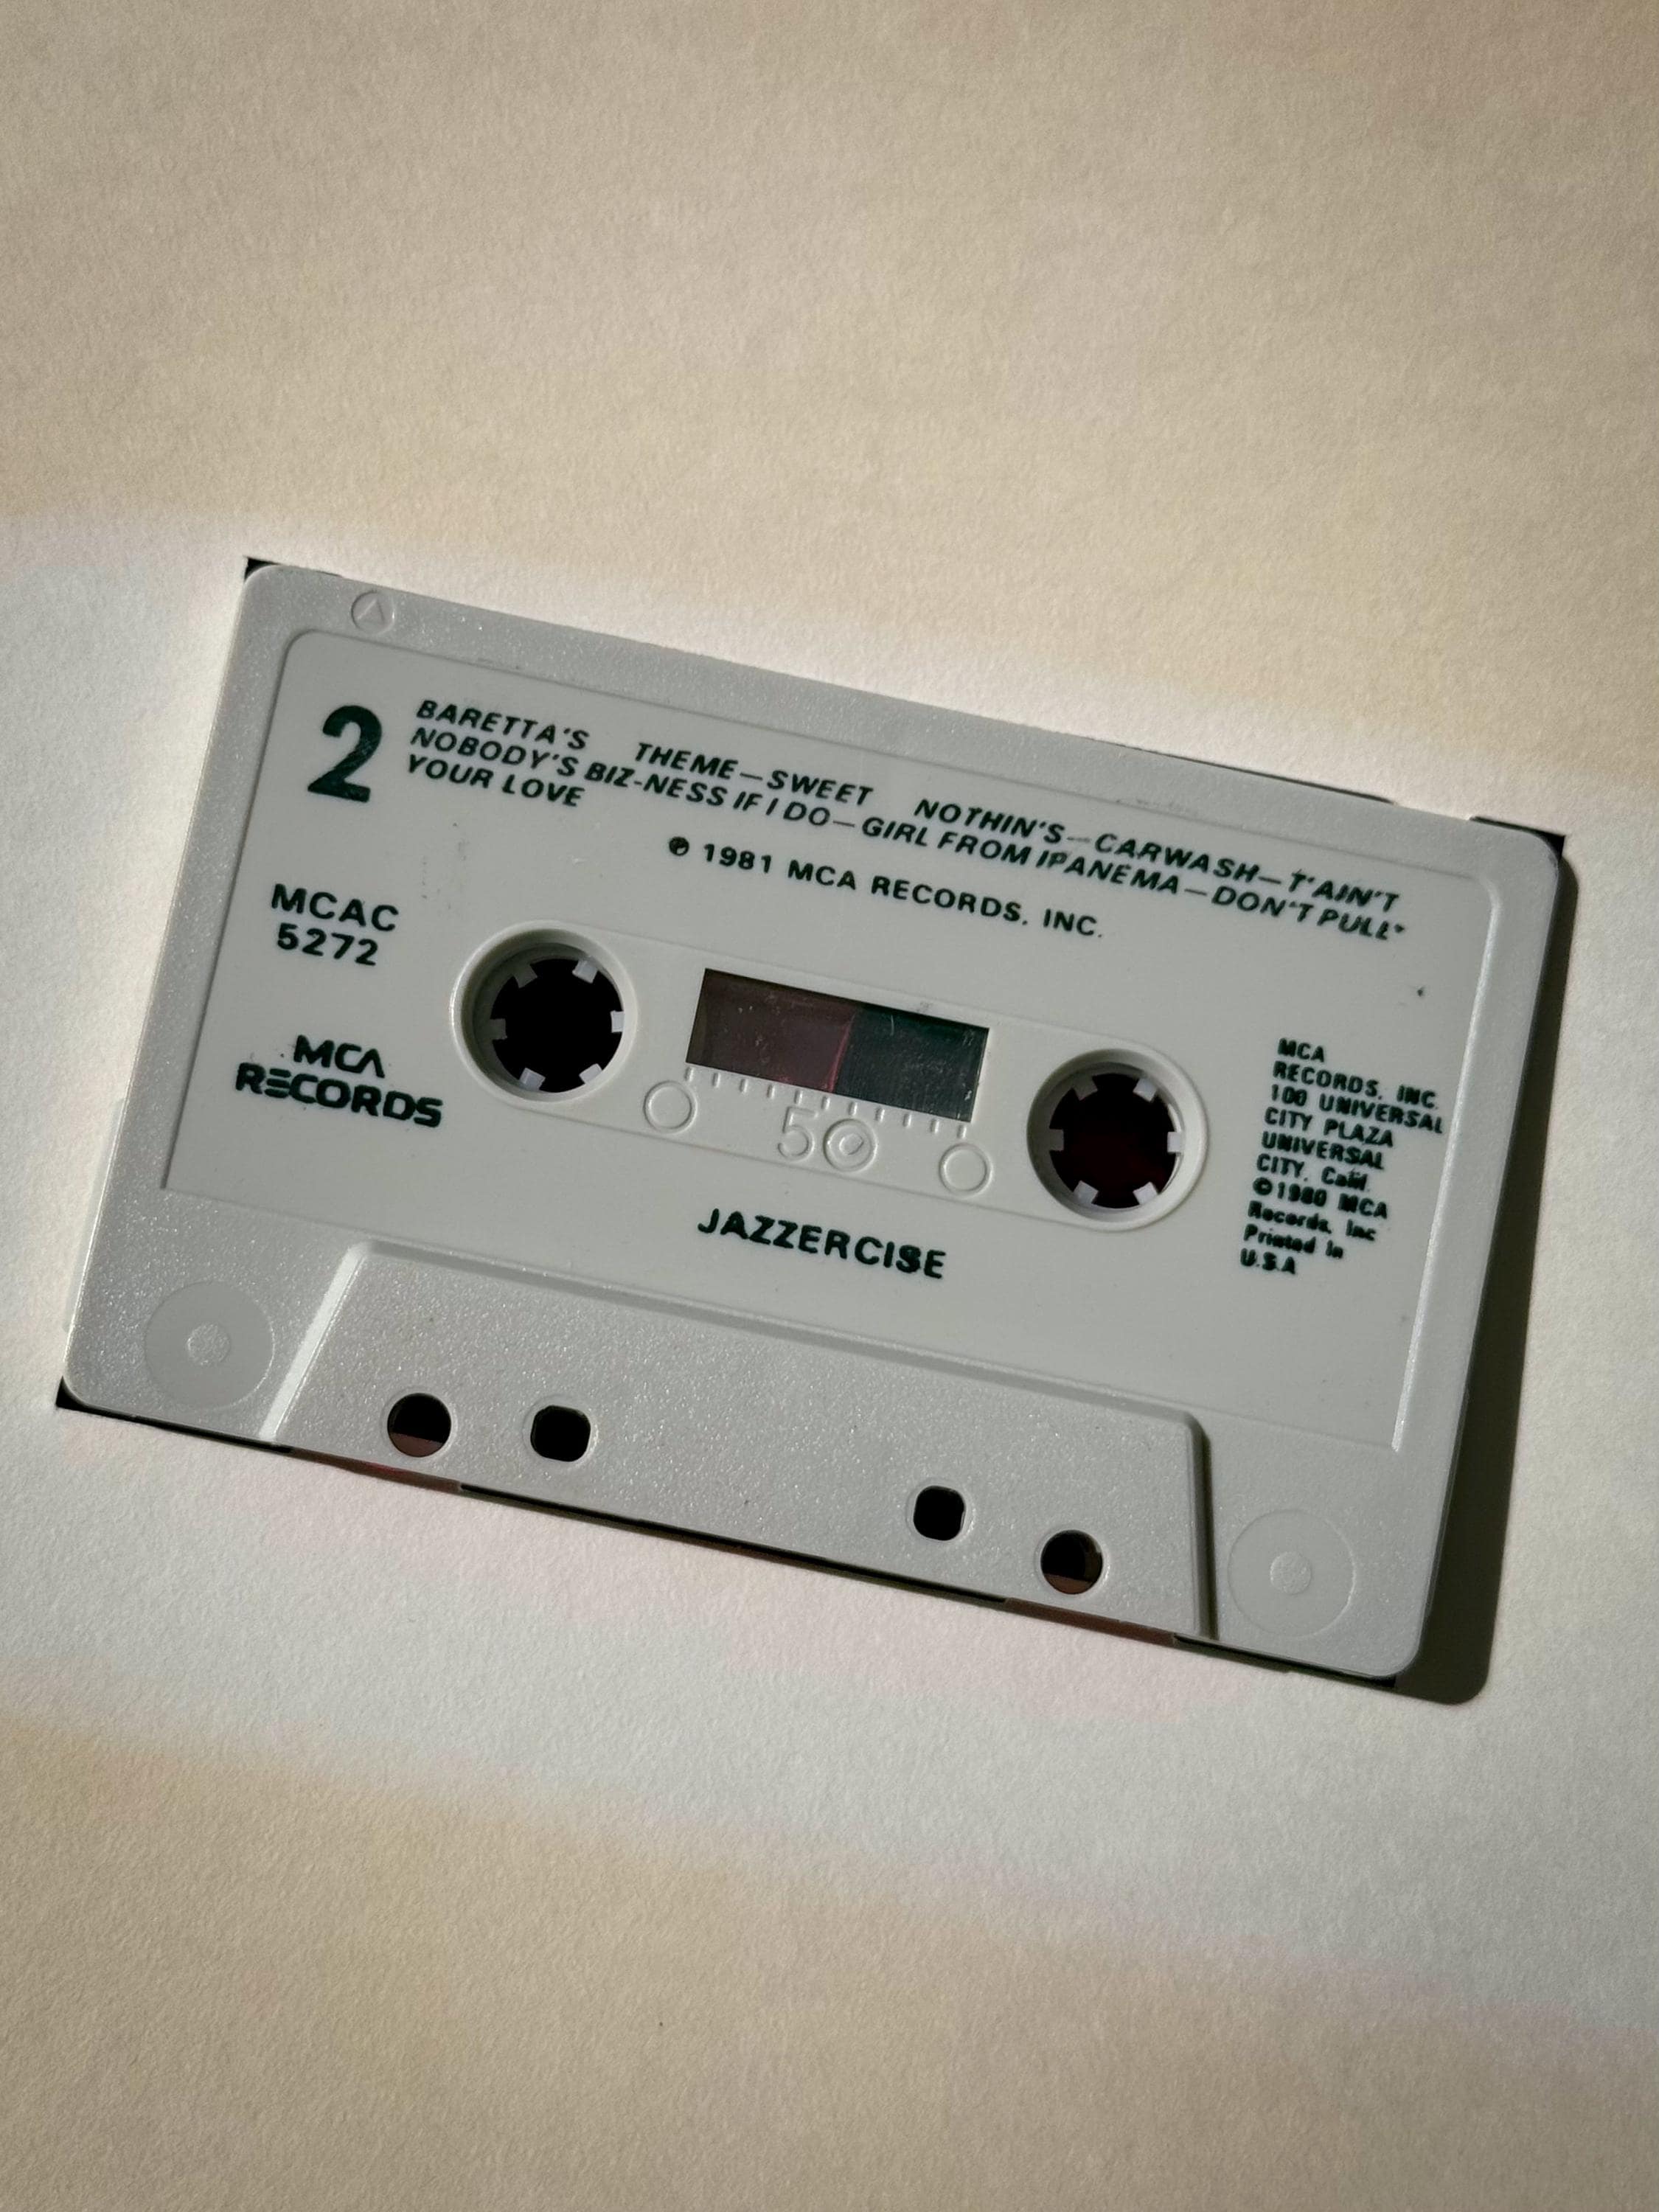 2
BARETTA'S THEME—SWEET NOTHIN'S—CARWASH—T'AIN'T
NOBODY'S BIZ-NESS IF I DO—GIRL FROM IPANEMA—DON'T PULL
YOUR LOVE
℗ 1981 MCA RECORDS, INC.
MCAC
5272
MCA
RECORDS
50
JAZZERCISE
MCA
RECORDS, INC.
100 UNIVERSAL
CITY PLAZA
UNIVERSAL
CITY, Calif.
©1980 MCA
Records, Inc
Printed In
U.S.A